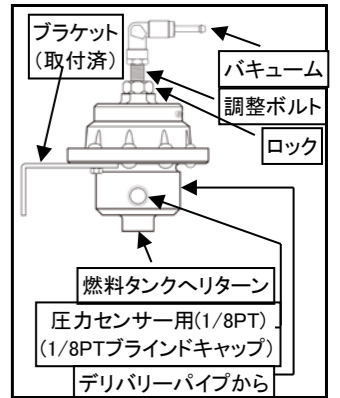 ブラケット
(取付済)
バキューム
調整ボルト
ロック
燃料タンクへリターン
圧力センサー用(1/8PT)
(1/8PTブラインドキャップ)
デリバリーパイプから